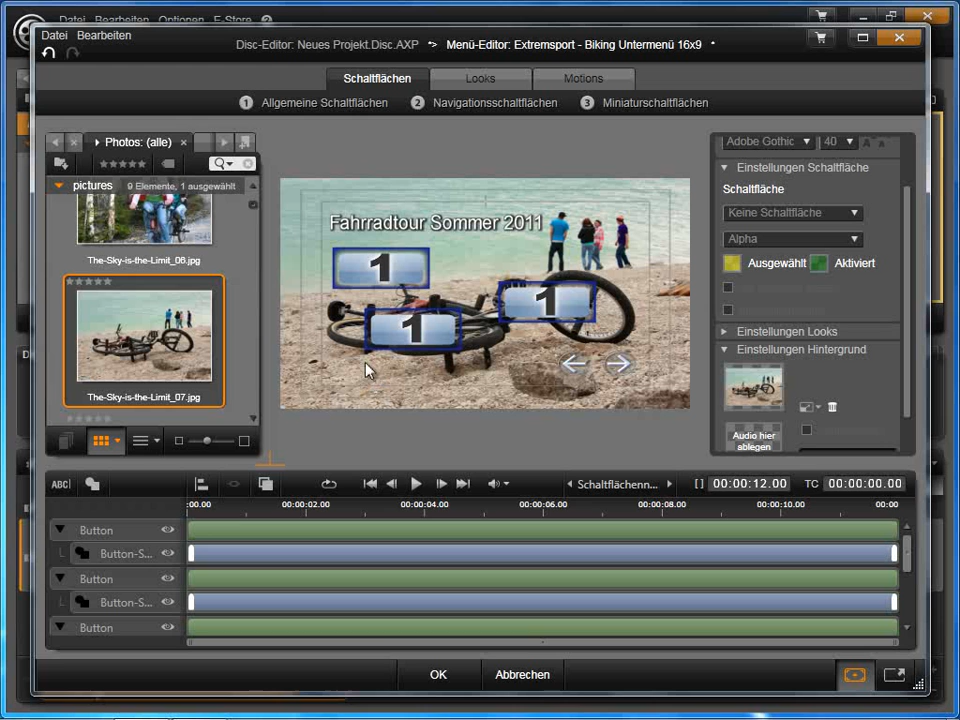 Datei Bearbeiten Optionen E-Store
Datei Bearbeiten
Disc-Editor: Neues Projekt.Disc.AXP *> Menü-Editor: Extremsport - Biking Untermenü 16x9 •
Schaltflächen Looks Motions
1 Allgemeine Schaltflächen 2 Navigationsschaltflächen 3 Miniaturschaltflächen
Photos: (alle) ×
pictures 9 Elemente, 1 ausgewählt
The-Sky-is-the-Limit_06.jpg
The-Sky-is-the-Limit_07.jpg
Fahrradtour Sommer 2011
1
1
1
Adobe Gothic 40
Einstellungen Schaltfläche
Schaltfläche
Keine Schaltfläche
Alpha
Ausgewählt Aktiviert
Einstellungen Looks
Einstellungen Hintergrund
Audio hier
ablegen
ABC Schaltflächenn... [] 00:00:12.00 TC 00:00:00.00
:00.00 00:00:02.00 00:00:04.00 00:00:06.00 00:00:08.00 00:00:10.00 00:00
Button
Button-S...
Button
Button-S...
Button
OK Abbrechen